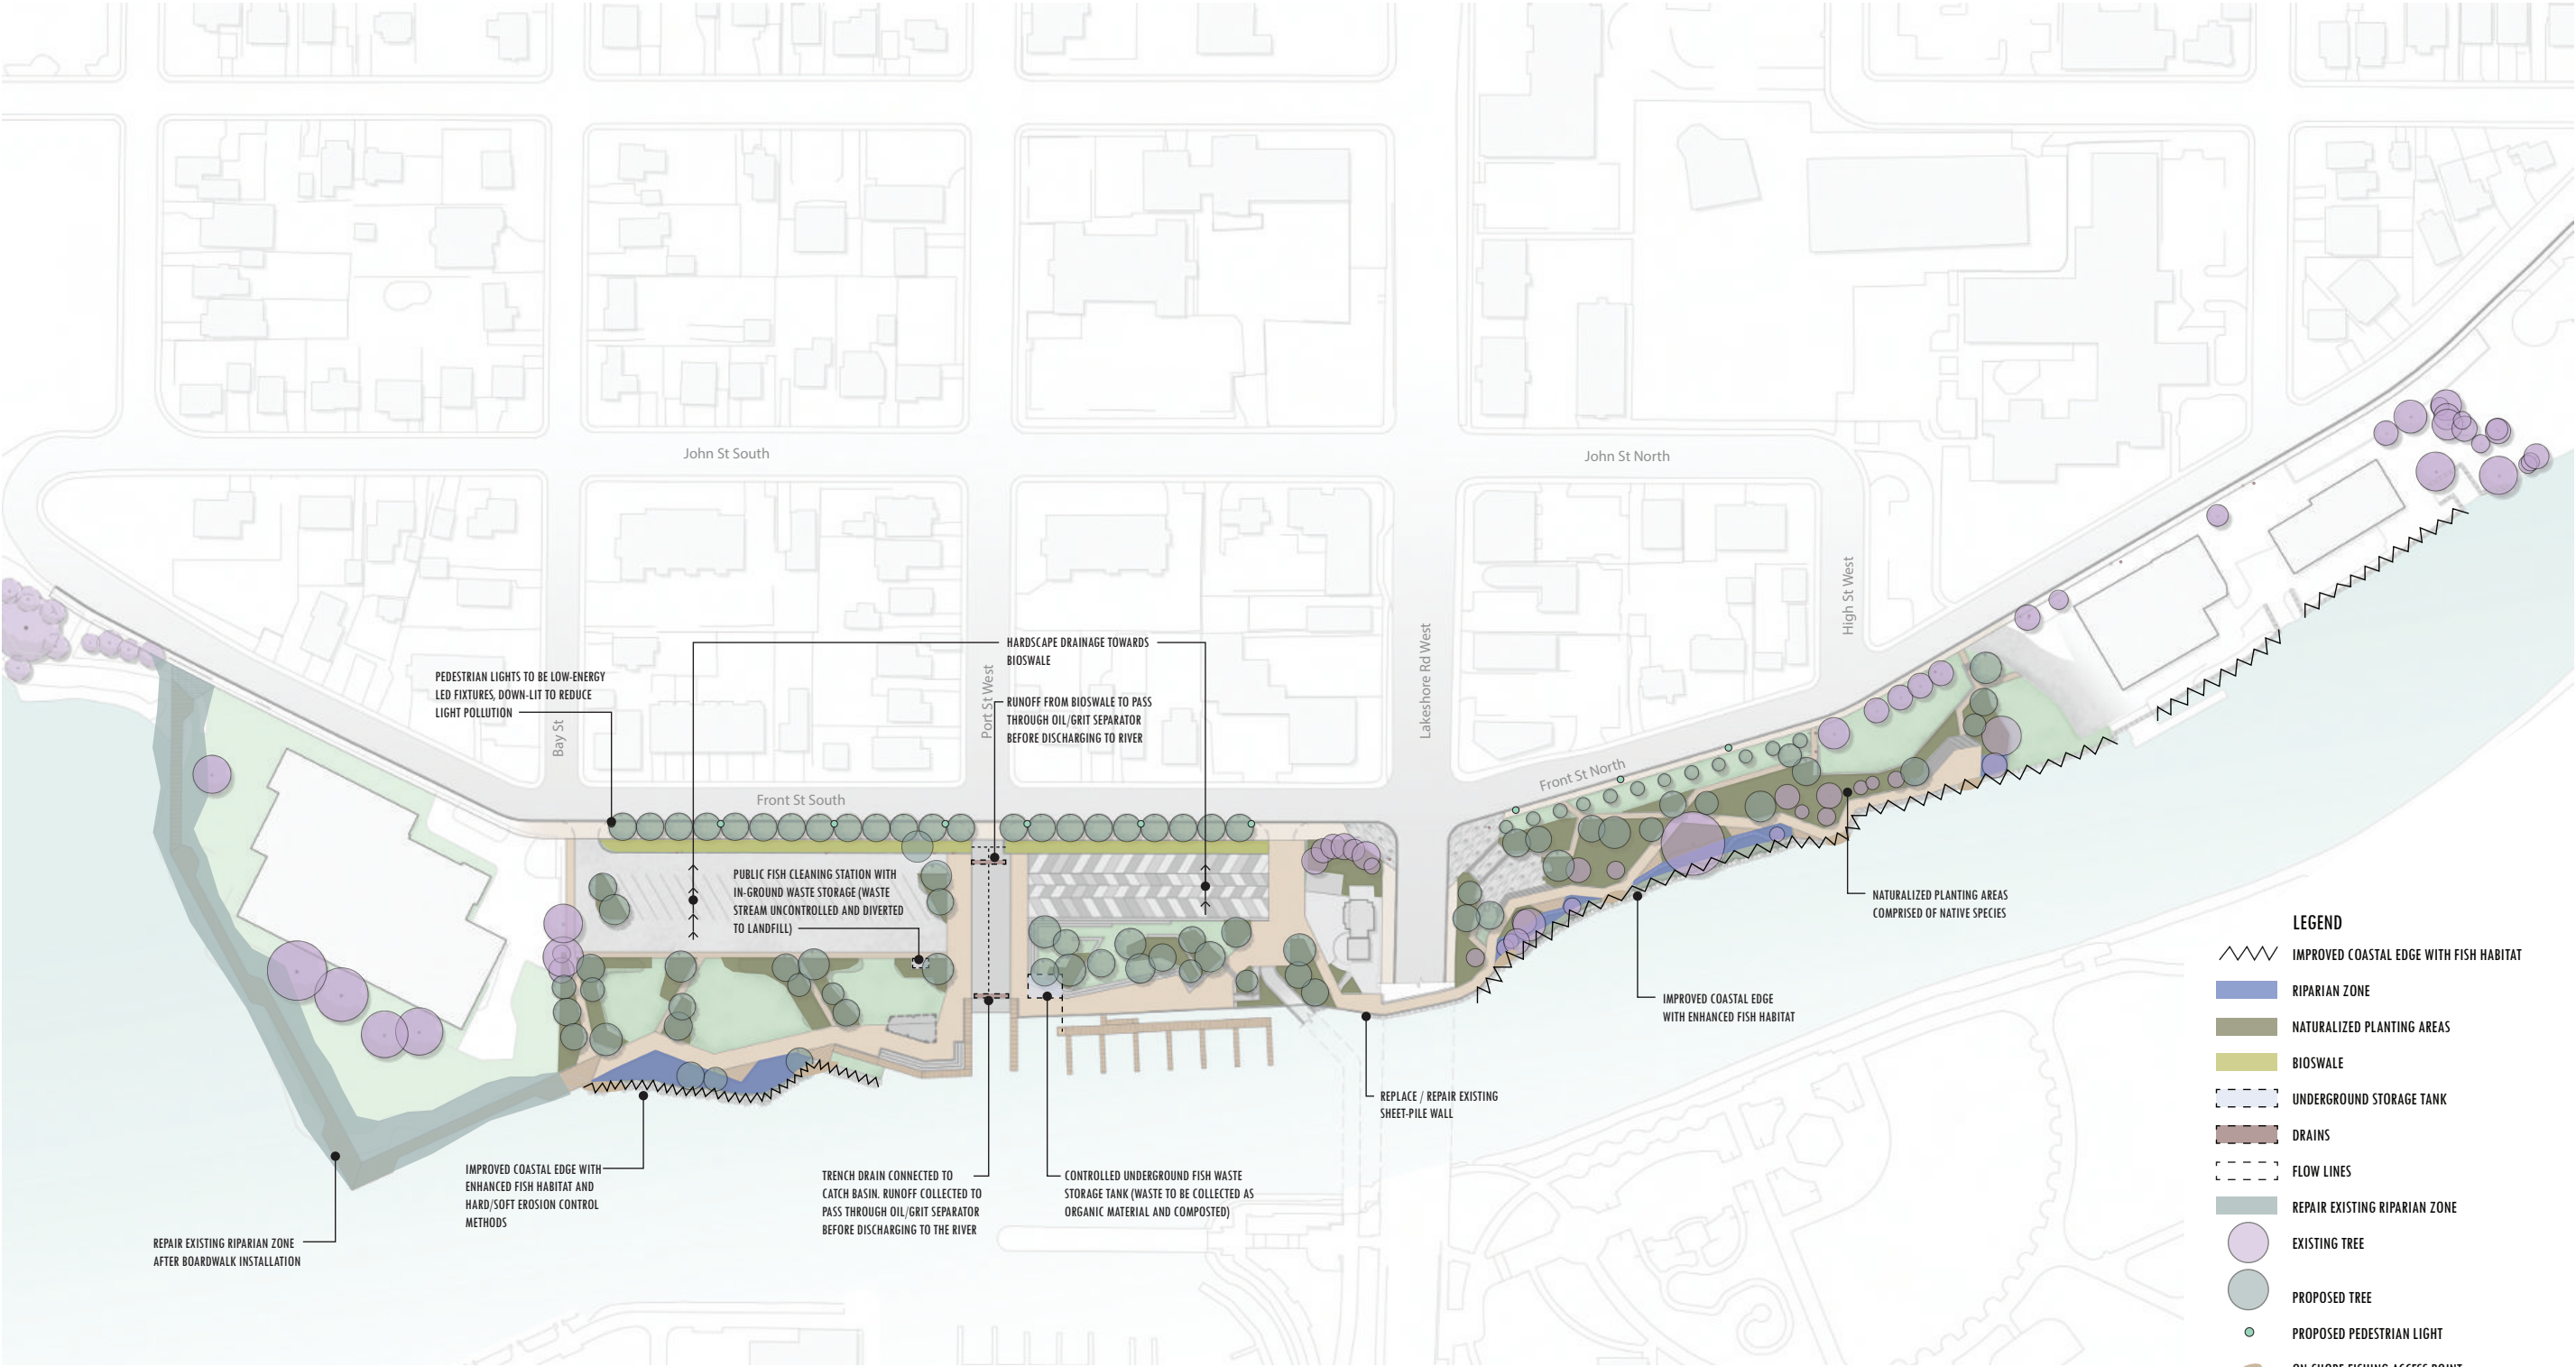 John St South
John St North
High St West
Lakeshore Rd West
Port St West
Bay St
Front St South
Front St North
HARDSCAPE DRAINAGE TOWARDS
BIOSWALE
PEDESTRIAN LIGHTS TO BE LOW-ENERGY
LED FIXTURES, DOWN-LIT TO REDUCE
LIGHT POLLUTION
RUNOFF FROM BIOSWALE TO PASS
THROUGH OIL/GRIT SEPARATOR
BEFORE DISCHARGING TO RIVER
PUBLIC FISH CLEANING STATION WITH
IN-GROUND WASTE STORAGE (WASTE
STREAM UNCONTROLLED AND DIVERTED
TO LANDFILL)
NATURALIZED PLANTING AREAS
COMPRISED OF NATIVE SPECIES
IMPROVED COASTAL EDGE
WITH ENHANCED FISH HABITAT
REPLACE / REPAIR EXISTING
SHEET-PILE WALL
IMPROVED COASTAL EDGE WITH
ENHANCED FISH HABITAT AND
HARD/SOFT EROSION CONTROL
METHODS
TRENCH DRAIN CONNECTED TO
CATCH BASIN. RUNOFF COLLECTED TO
PASS THROUGH OIL/GRIT SEPARATOR
BEFORE DISCHARGING TO THE RIVER
CONTROLLED UNDERGROUND FISH WASTE
STORAGE TANK (WASTE TO BE COLLECTED AS
ORGANIC MATERIAL AND COMPOSTED)
REPAIR EXISTING RIPARIAN ZONE
AFTER BOARDWALK INSTALLATION
LEGEND
IMPROVED COASTAL EDGE WITH FISH HABITAT
RIPARIAN ZONE
NATURALIZED PLANTING AREAS
BIOSWALE
UNDERGROUND STORAGE TANK
DRAINS
FLOW LINES
REPAIR EXISTING RIPARIAN ZONE
EXISTING TREE
PROPOSED TREE
PROPOSED PEDESTRIAN LIGHT